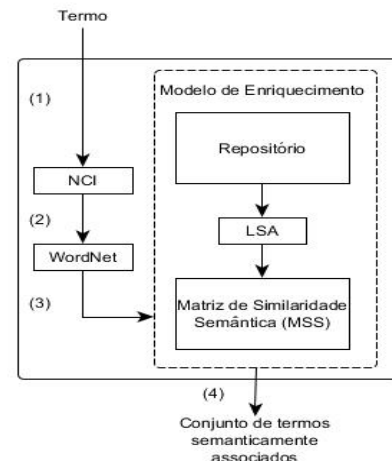 Termo
(1)
Modelo de Enriquecimento
Repositório
NCI
(2)
LSA
WordNet
(3)
Matriz de Similaridade
Semântica (MSS)
(4)
Conjunto de termos
semanticamente
associados